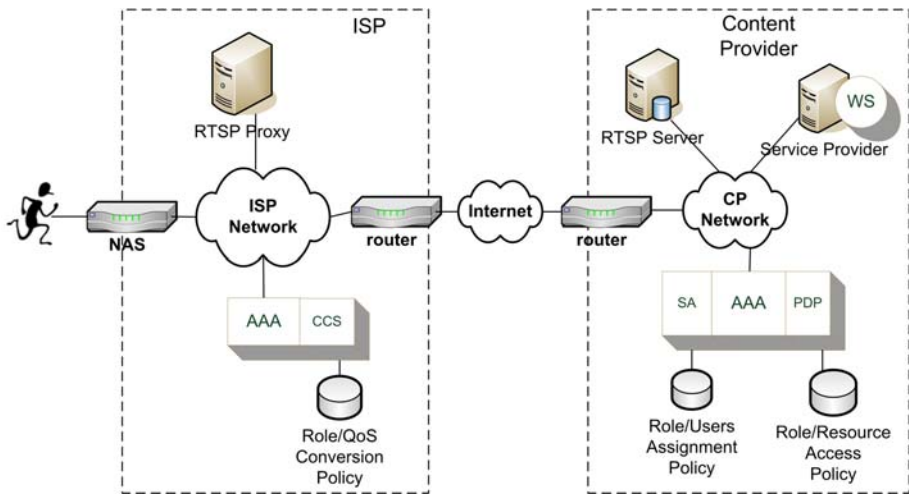 ISP
RTSP Proxy
NAS
ISP
Network
router
AAA
CCS
Role/QoS
Conversion
Policy
Internet
Content
Provider
RTSP Server
WS
Service Provider
router
CP
Network
SA
AAA
PDP
Role/Users
Assignment
Policy
Role/Resource
Access
Policy